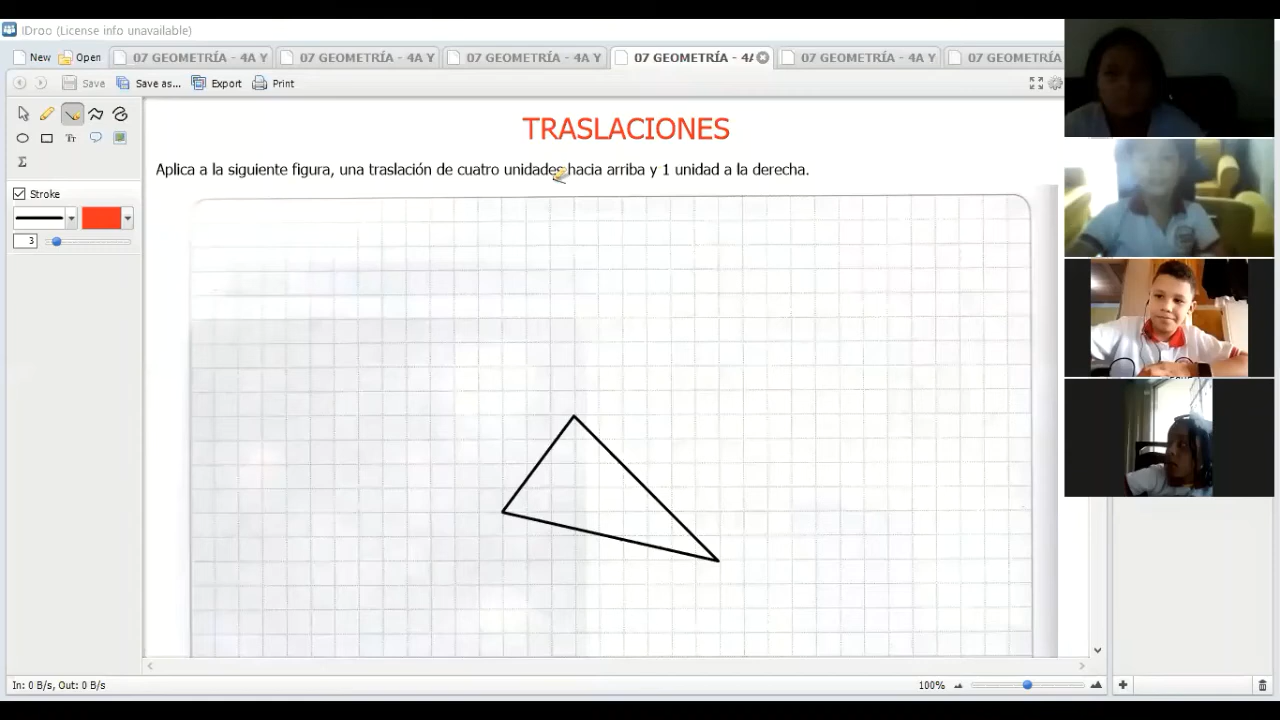 IDroo (License info unavailable)
New Open 07 GEOMETRÍA - 4A Y 07 GEOMETRÍA - 4A Y 07 GEOMETRÍA - 4A Y 07 GEOMETRÍA - 4A 07 GEOMETRÍA - 4A Y 07 GEOMETRÍA
Save Save as... Export Print
TRASLACIONES
Aplica a la siguiente figura, una traslación de cuatro unidades hacia arriba y 1 unidad a la derecha.
Tr
Σ
Stroke
3
In: 0 B/s, Out: 0 B/s 100%